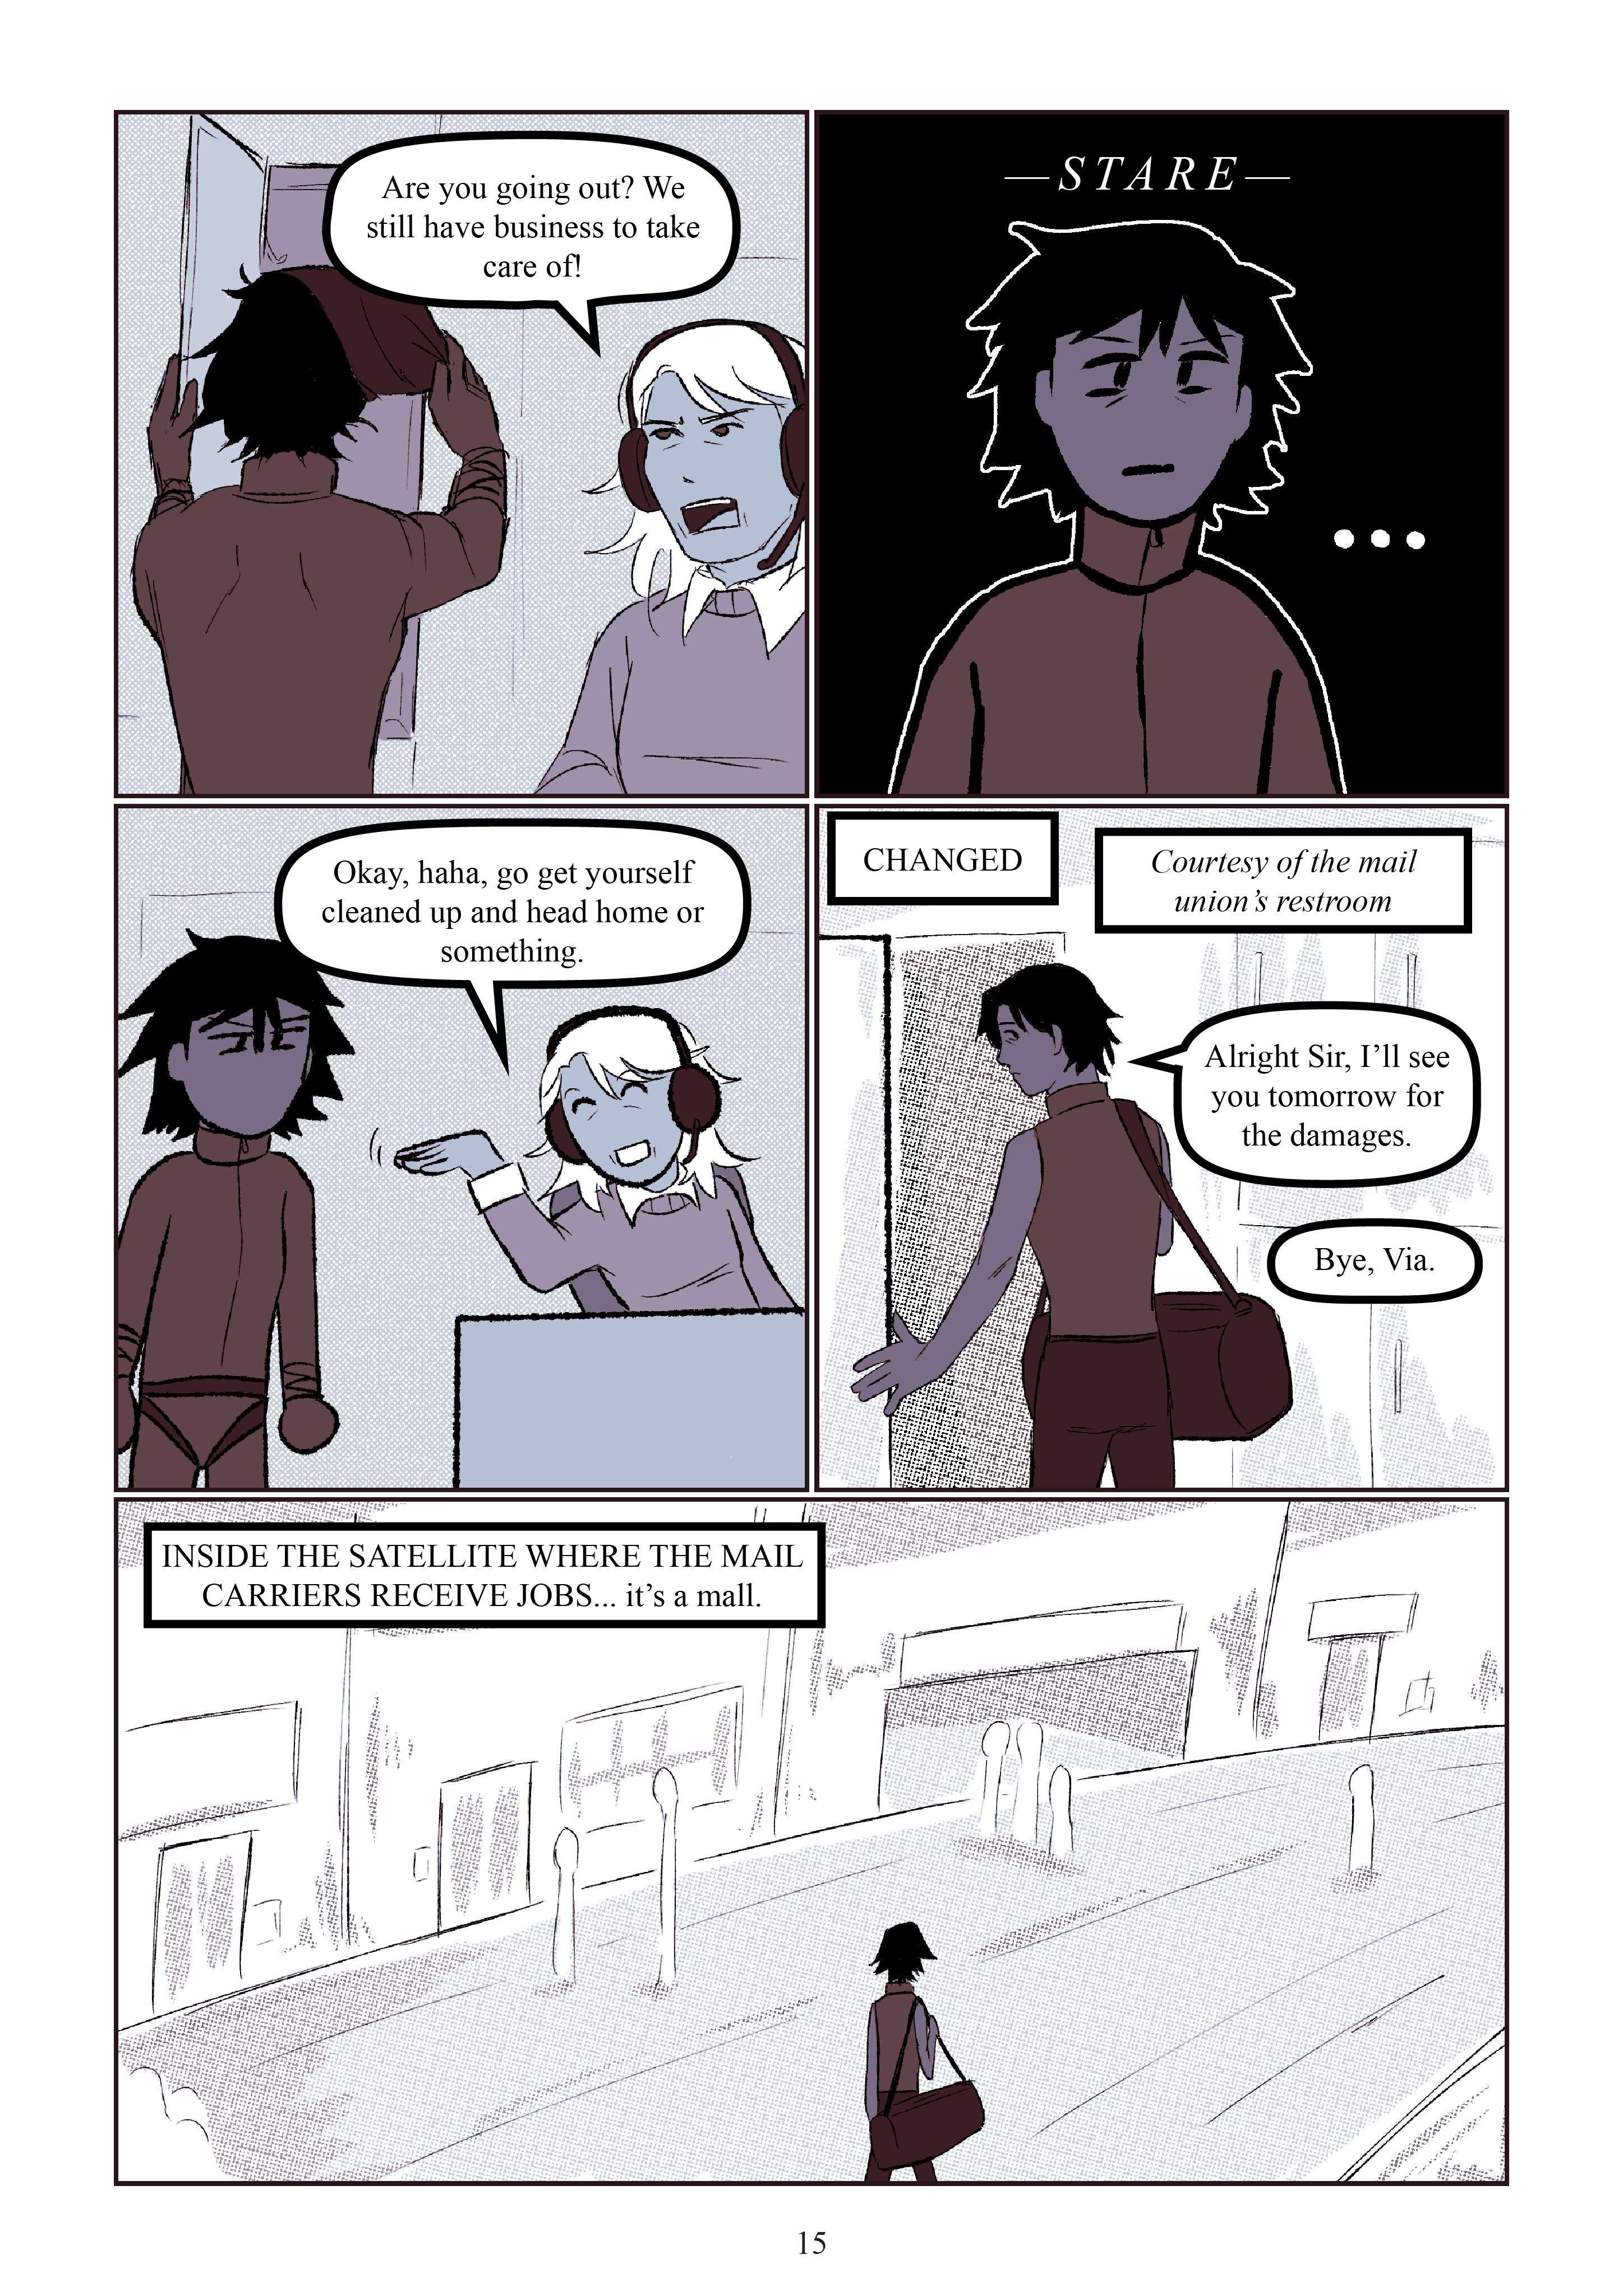 Are you going out? We
still have business to take
care of!
—STARE—
...
Okay, haha, go get yourself
cleaned up and head home or
something.
CHANGED
Courtesy of the mail
union’s restroom
Alright Sir, I’ll see
you tomorrow for
the damages.
Bye, Via.
INSIDE THE SATELLITE WHERE THE MAIL
CARRIERS RECEIVE JOBS... it’s a mall.
15